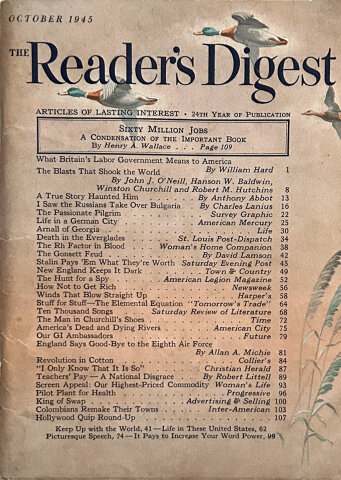 OCTOBER 1945
THE Reader's Digest
ARTICLES OF LASTING INTEREST • 24TH YEAR OF PUBLICATION
SIXTY MILLION JOBS
A CONDENSATION OF THE IMPORTANT BOOK
By Henry A. Wallace . . . Page 109
What Britain's Labor Government Means to America
By William Hard 1
The Blasts That Shook the World
By John J. O'Neill, Hanson W. Baldwin,
Winston Churchill and Robert M. Hutchins 8
A True Story Haunted Him By Anthony Abbot 13
I Saw the Russians Take Over Bulgaria By Charles Lanius 16
The Passionate Pilgrim Survey Graphic 22
Life in a German City American Mercury 25
Arnall of Georgia Life 30
Death in the Everglades St. Louis Post-Dispatch 34
The Rh Factor in Blood Woman's Home Companion 38
The Gonsett Feud By David Lamson 42
Stalin Pays 'Em What They're Worth Saturday Evening Post 45
New England Keeps It Dark Town & Country 49
The Hunt for a Spy American Legion Magazine 52
How Not to Get Rich Newsweek 56
Winds That Blow Straight Up Harper's 58
Stuff for Stuff—The Elemental Equation "Tomorrow's Trade" 64
Ten Thousand Songs Saturday Review of Literature 68
The Man in Churchill's Shoes Time 72
America's Dead and Dying Rivers American City 75
Our GI Ambassadors Future 79
England Says Good-Bye to the Eighth Air Force
By Allan A. Michie 81
Revolution in Cotton Collier's 84
"I Only Know That It Is So" Christian Herald 87
Teachers' Pay — A National Disgrace By Robert Littell 89
Screen Appeal: Our Highest-Priced Commodity Woman's Life 93
Pilot Plant for Health Progressive 96
King of Swap Advertising & Selling 100
Colombians Remake Their Towns Inter-American 103
Hollywood Quip Round-Up 107
Keep Up with the World, 41—Life in These United States, 62
Picturesque Speech, 74—It Pays to Increase Your Word Power, 99